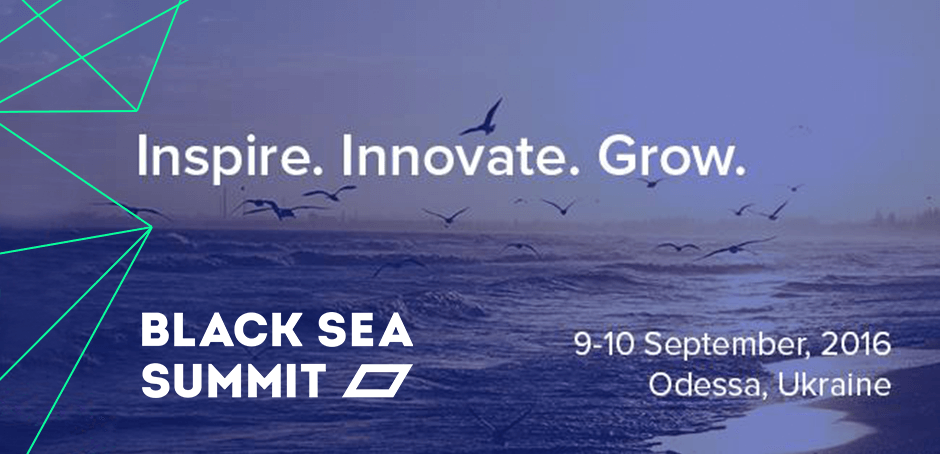 Inspire. Innovate. Grow.
BLACK SEA
SUMMIT
9-10 September, 2016
Odessa, Ukraine